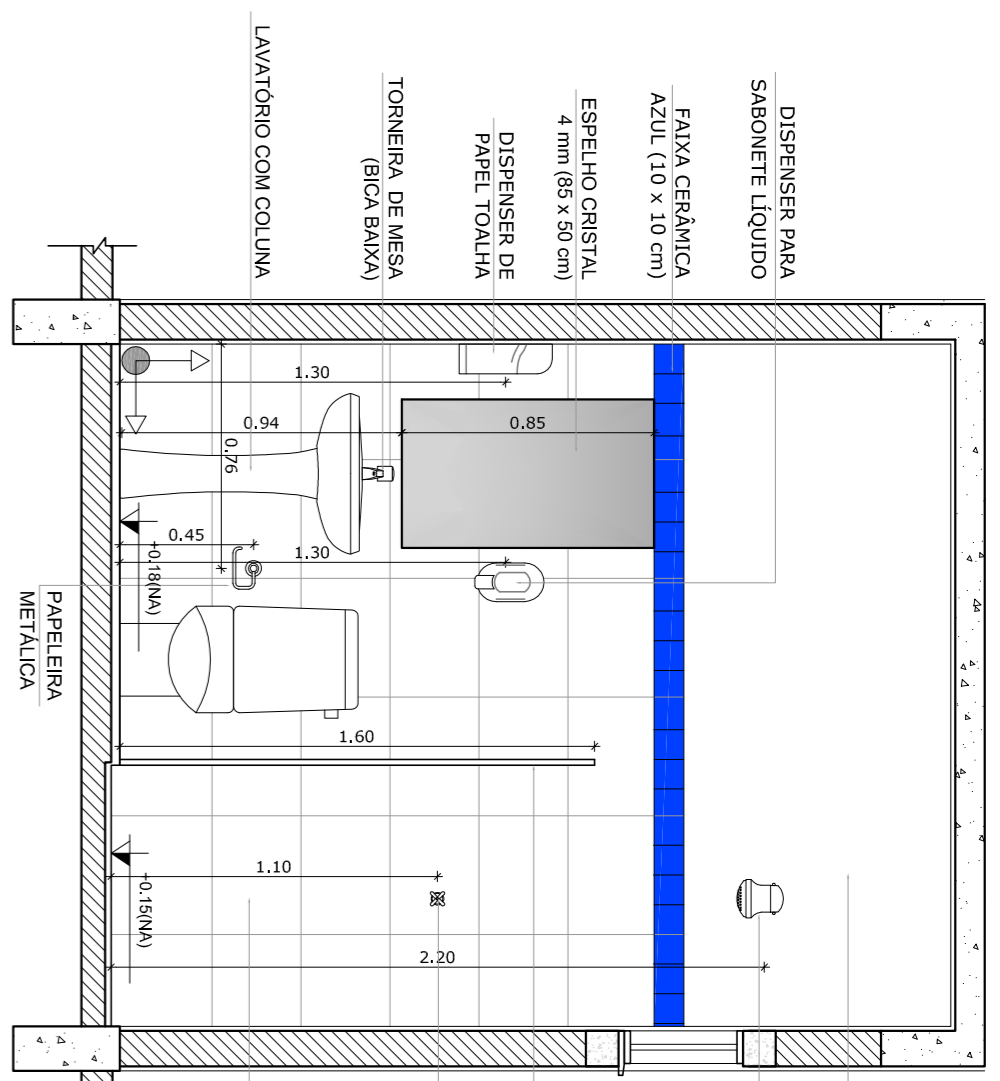 DISPENSER PARA
SABONETE LÍQUIDO
FAIXA CERÂMICA
AZUL (10 x 10 cm)
ESPELHO CRISTAL
4 mm (85 x 50 cm)
DISPENSER DE
PAPEL TOALHA
TORNEIRA DE MESA
(BICA BAIXA)
LAVATÓRIO COM COLUNA
1.30
0.94
0.85
0.76
0.45
1.30
+0.18(NA)
PAPELEIRA
METÁLICA
1.60
1.10
+0.15(NA)
2.20